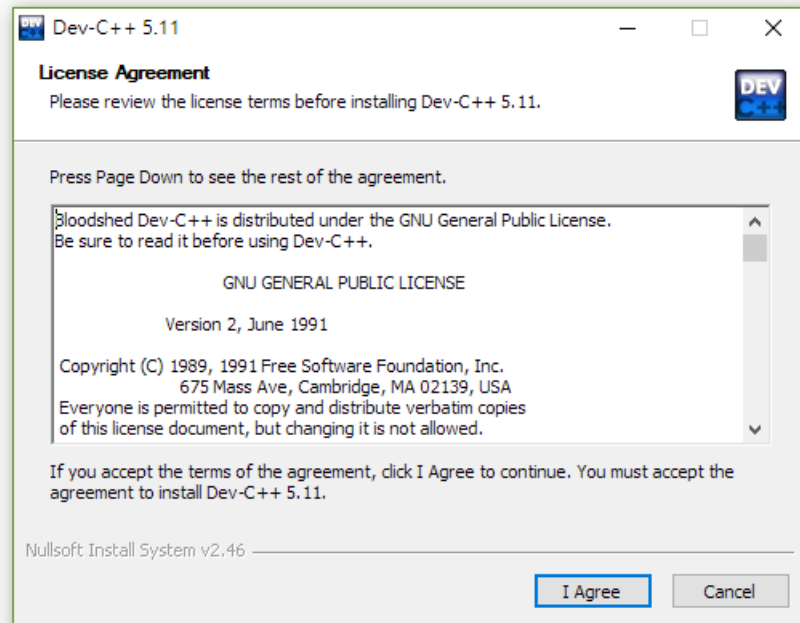 Dev-C++ 5.11
License Agreement
Please review the license terms before installing Dev-C++ 5.11.
DEV
C++
Press Page Down to see the rest of the agreement.
Bloodshed Dev-C++ is distributed under the GNU General Public License.
Be sure to read it before using Dev-C++.
GNU GENERAL PUBLIC LICENSE
Version 2, June 1991
Copyright (C) 1989, 1991 Free Software Foundation, Inc.
675 Mass Ave, Cambridge, MA 02139, USA
Everyone is permitted to copy and distribute verbatim copies
of this license document, but changing it is not allowed.
If you accept the terms of the agreement, click I Agree to continue. You must accept the
agreement to install Dev-C++ 5.11.
Nullsoft Install System v2.46
I Agree
Cancel